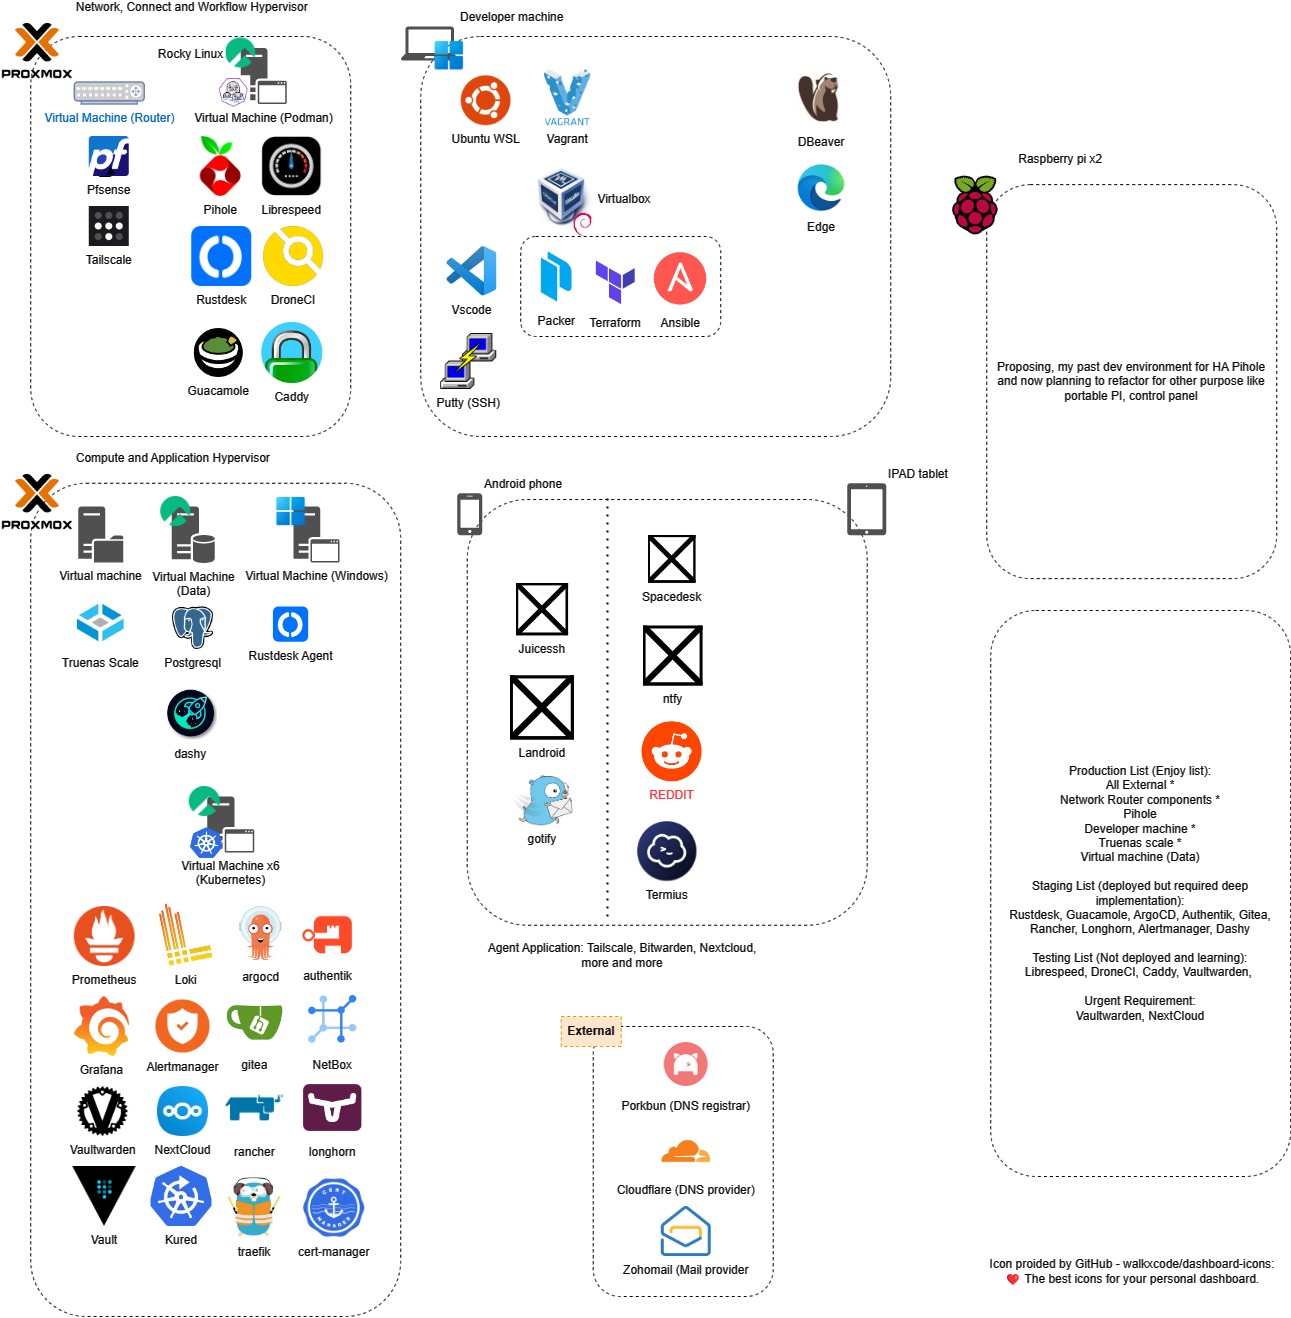 Network, Connect and Workflow Hypervisor
PROXMOX
Rocky Linux
Virtual Machine (Router)
Virtual Machine (Podman)
pf
Pfsense
Pihole
Librespeed
Tailscale
Rustdesk
DroneCI
Guacamole
Caddy
Developer machine
Ubuntu WSL
VAGRANT
Vagrant
DBeaver
Virtualbox
Edge
Vscode
Packer
Terraform
Ansible
Putty (SSH)
Raspberry pi x2
Proposing, my past dev environment for HA Pihole
and now planning to refactor for other purpose like
portable PI, control panel
Compute and Application Hypervisor
PROXMOX
Virtual machine
Virtual Machine
(Data)
Virtual Machine (Windows)
Truenas Scale
Postgresql
Rustdesk Agent
dashy
Virtual Machine x6
(Kubernetes)
Prometheus
Loki
argocd
authentik
Grafana
Alertmanager
gitea
NetBox
Vaultwarden
NextCloud
rancher
longhorn
Vault
Kured
traefik
CERT
MANAGER
cert-manager
Android phone
IPAD tablet
Spacedesk
Juicessh
ntfy
Landroid
REDDIT
gotify
Termius
Agent Application: Tailscale, Bitwarden, Nextcloud,
more and more
External
Porkbun (DNS registrar)
Cloudflare (DNS provider)
Zohomail (Mail provider
Production List (Enjoy list):
All External *
Network Router components *
Pihole
Developer machine *
Truenas scale *
Virtual machine (Data)
Staging List (deployed but required deep
implementation):
Rustdesk, Guacamole, ArgoCD, Authentik, Gitea,
Rancher, Longhorn, Alertmanager, Dashy
Testing List (Not deployed and learning):
Librespeed, DroneCI, Caddy, Vaultwarden,
Urgent Requirement:
Vaultwarden, NextCloud
Icon proided by GitHub - walkxcode/dashboard-icons:
❤️ The best icons for your personal dashboard.